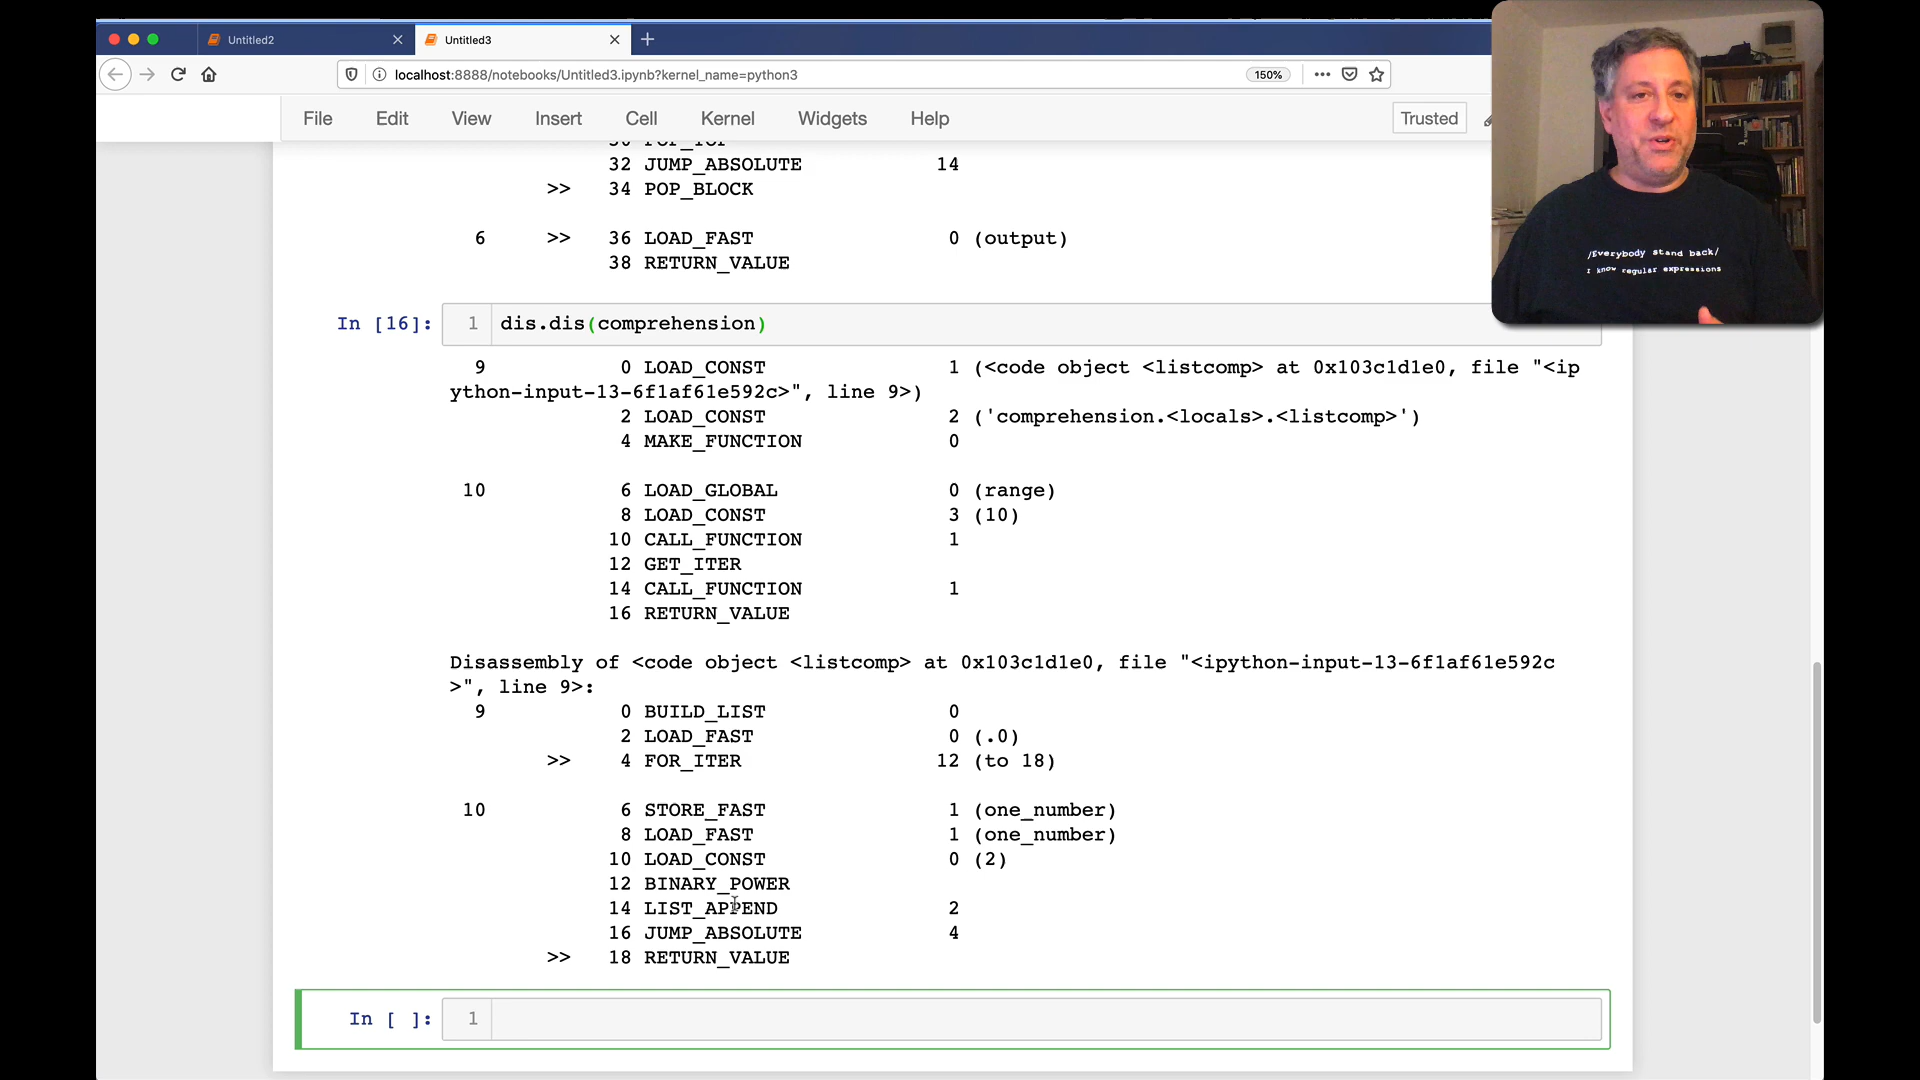 Untitled2
Untitled3
localhost:8888/notebooks/Untitled3.ipynb?kernel_name=python3
150%
File Edit View Insert Cell Kernel Widgets Help
Trusted
30 POP_TOP
32 JUMP_ABSOLUTE 14
>> 34 POP_BLOCK
6 >> 36 LOAD_FAST 0 (output)
38 RETURN_VALUE
In [16]: 1 dis.dis(comprehension)
9 0 LOAD_CONST 1 (<code object <listcomp> at 0x103c1d1e0, file "<ip
ython-input-13-6f1af61e592c>", line 9>)
2 LOAD_CONST 2 ('comprehension.<locals>.<listcomp>')
4 MAKE_FUNCTION 0
10 6 LOAD_GLOBAL 0 (range)
8 LOAD_CONST 3 (10)
10 CALL_FUNCTION 1
12 GET_ITER
14 CALL_FUNCTION 1
16 RETURN_VALUE
Disassembly of <code object <listcomp> at 0x103c1d1e0, file "<ipython-input-13-6f1af61e592c
>", line 9>:
9 0 BUILD_LIST 0
2 LOAD_FAST 0 (.0)
>> 4 FOR_ITER 12 (to 18)
10 6 STORE_FAST 1 (one_number)
8 LOAD_FAST 1 (one_number)
10 LOAD_CONST 0 (2)
12 BINARY_POWER
14 LIST_APPEND 2
16 JUMP_ABSOLUTE 4
>> 18 RETURN_VALUE
In [ ]: 1
/Everybody stand back/
I know regular expressions